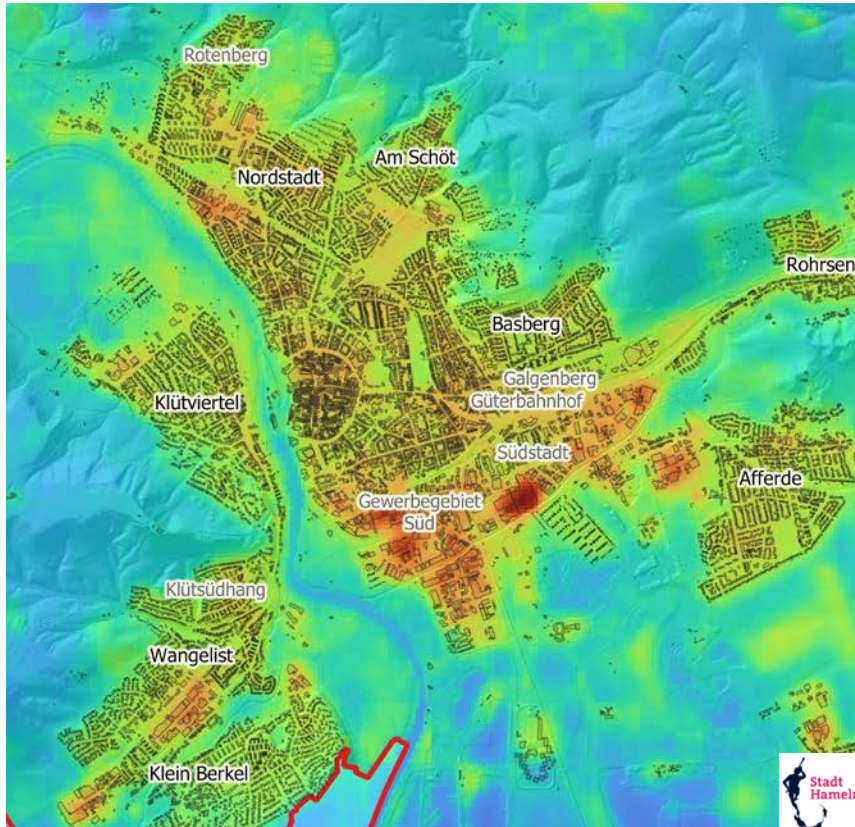 Rotenberg
Am Schöt
Nordstadt
Rohrsen
Basberg
Galgenberg
Güterbahnhof
Klütviertel
Südstadt
Afferde
Gewerbegebiet
Süd
Klütsüdhang
Wangelist
Klein Berkel
Stadt
Hameln